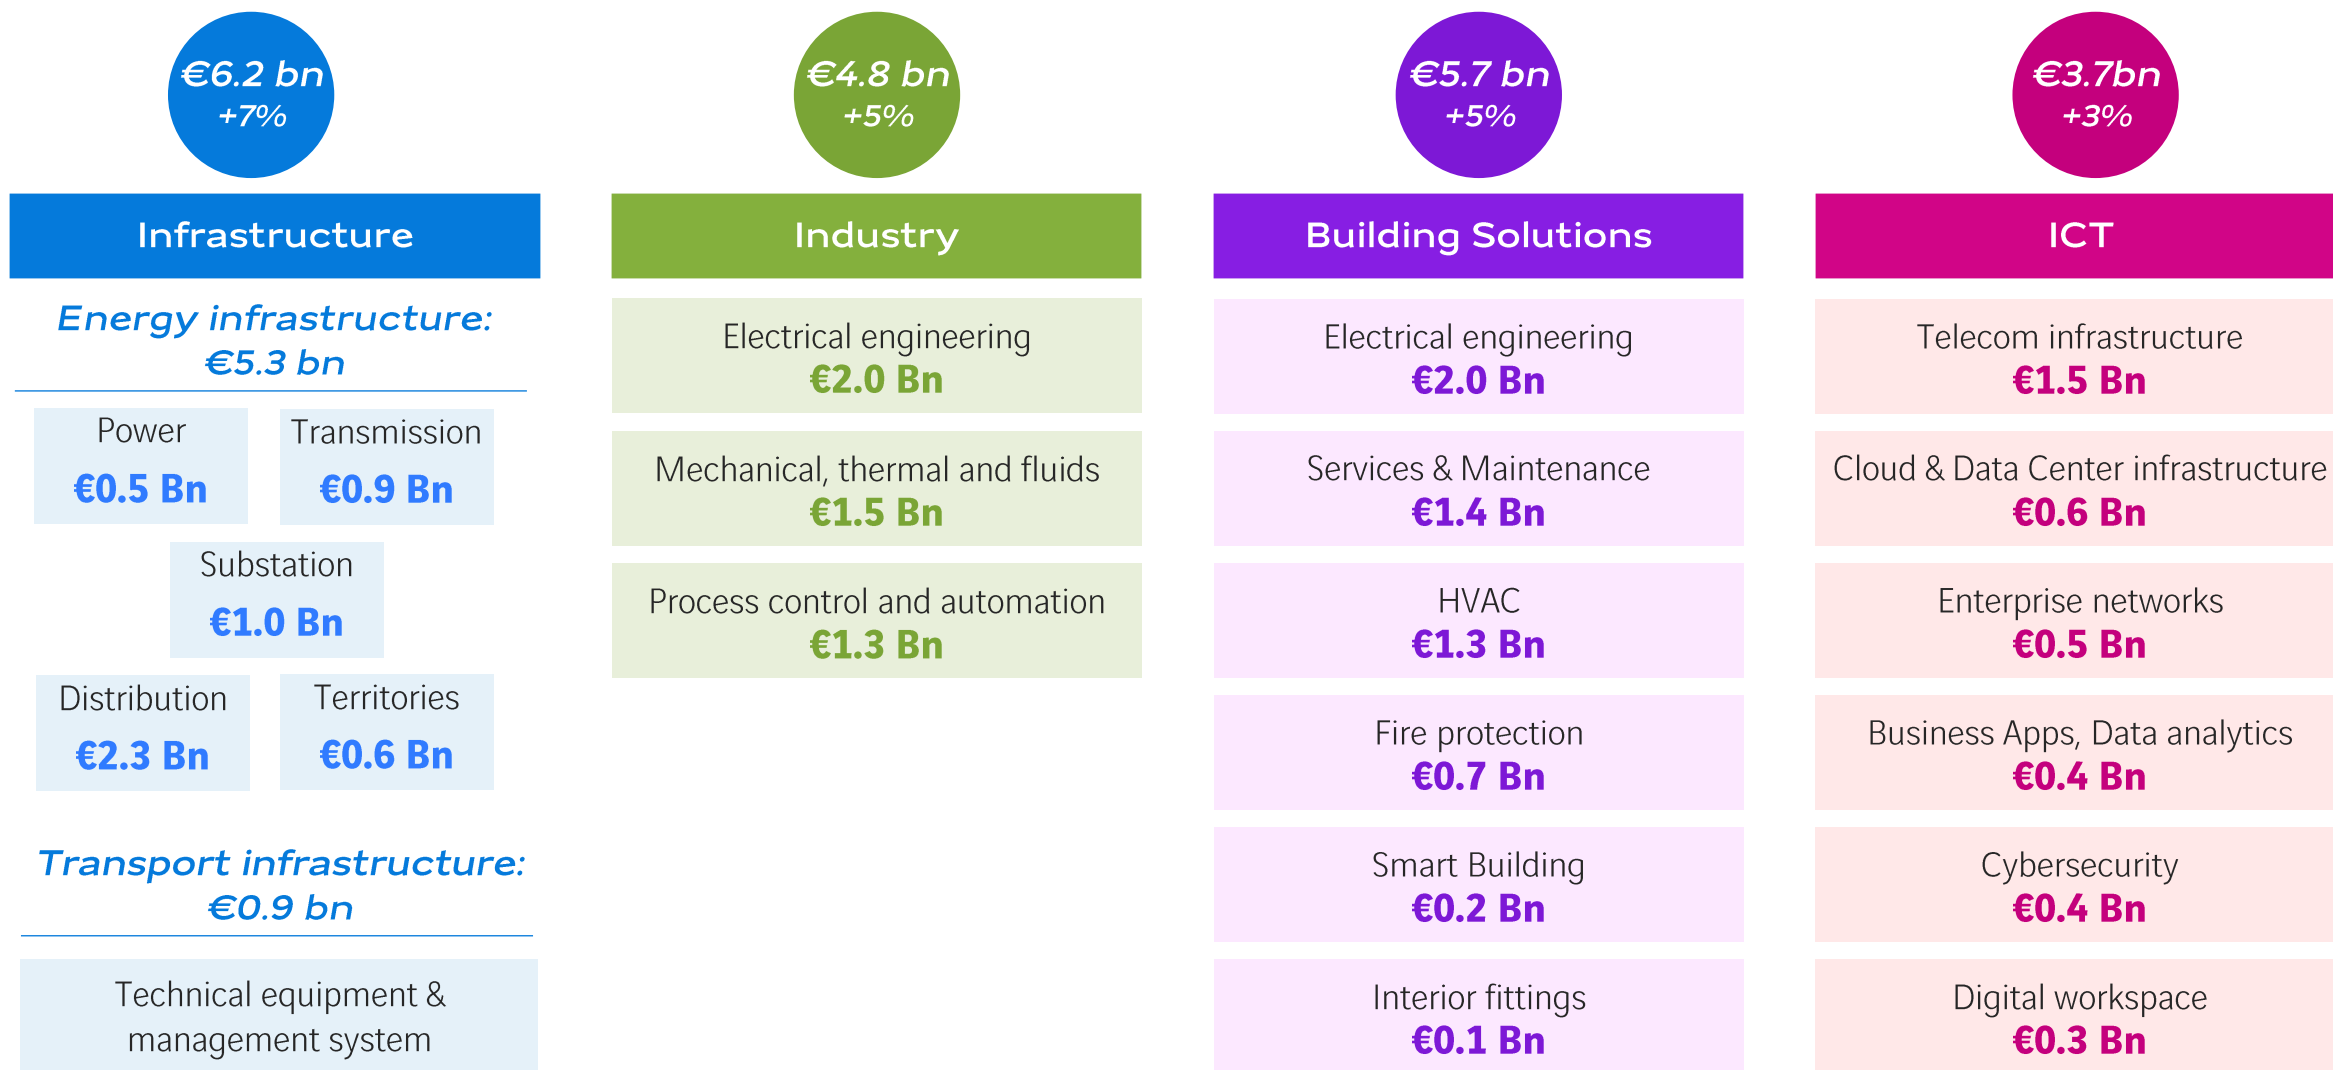 €6.2 bn
+7%
Infrastructure
Energy infrastructure:
€5.3 bn
Power
€0.5 Bn
Transmission
€0.9 Bn
Substation
€1.0 Bn
Distribution
€2.3 Bn
Territories
€0.6 Bn
Transport infrastructure:
€0.9 bn
Technical equipment &
management system
€4.8 bn
+5%
Industry
Electrical engineering
€2.0 Bn
Mechanical, thermal and fluids
€1.5 Bn
Process control and automation
€1.3 Bn
€5.7 bn
+5%
Building Solutions
Electrical engineering
€2.0 Bn
Services & Maintenance
€1.4 Bn
HVAC
€1.3 Bn
Fire protection
€0.7 Bn
Smart Building
€0.2 Bn
Interior fittings
€0.1 Bn
€3.7bn
+3%
ICT
Telecom infrastructure
€1.5 Bn
Cloud & Data Center infrastructure
€0.6 Bn
Enterprise networks
€0.5 Bn
Business Apps, Data analytics
€0.4 Bn
Cybersecurity
€0.4 Bn
Digital workspace
€0.3 Bn